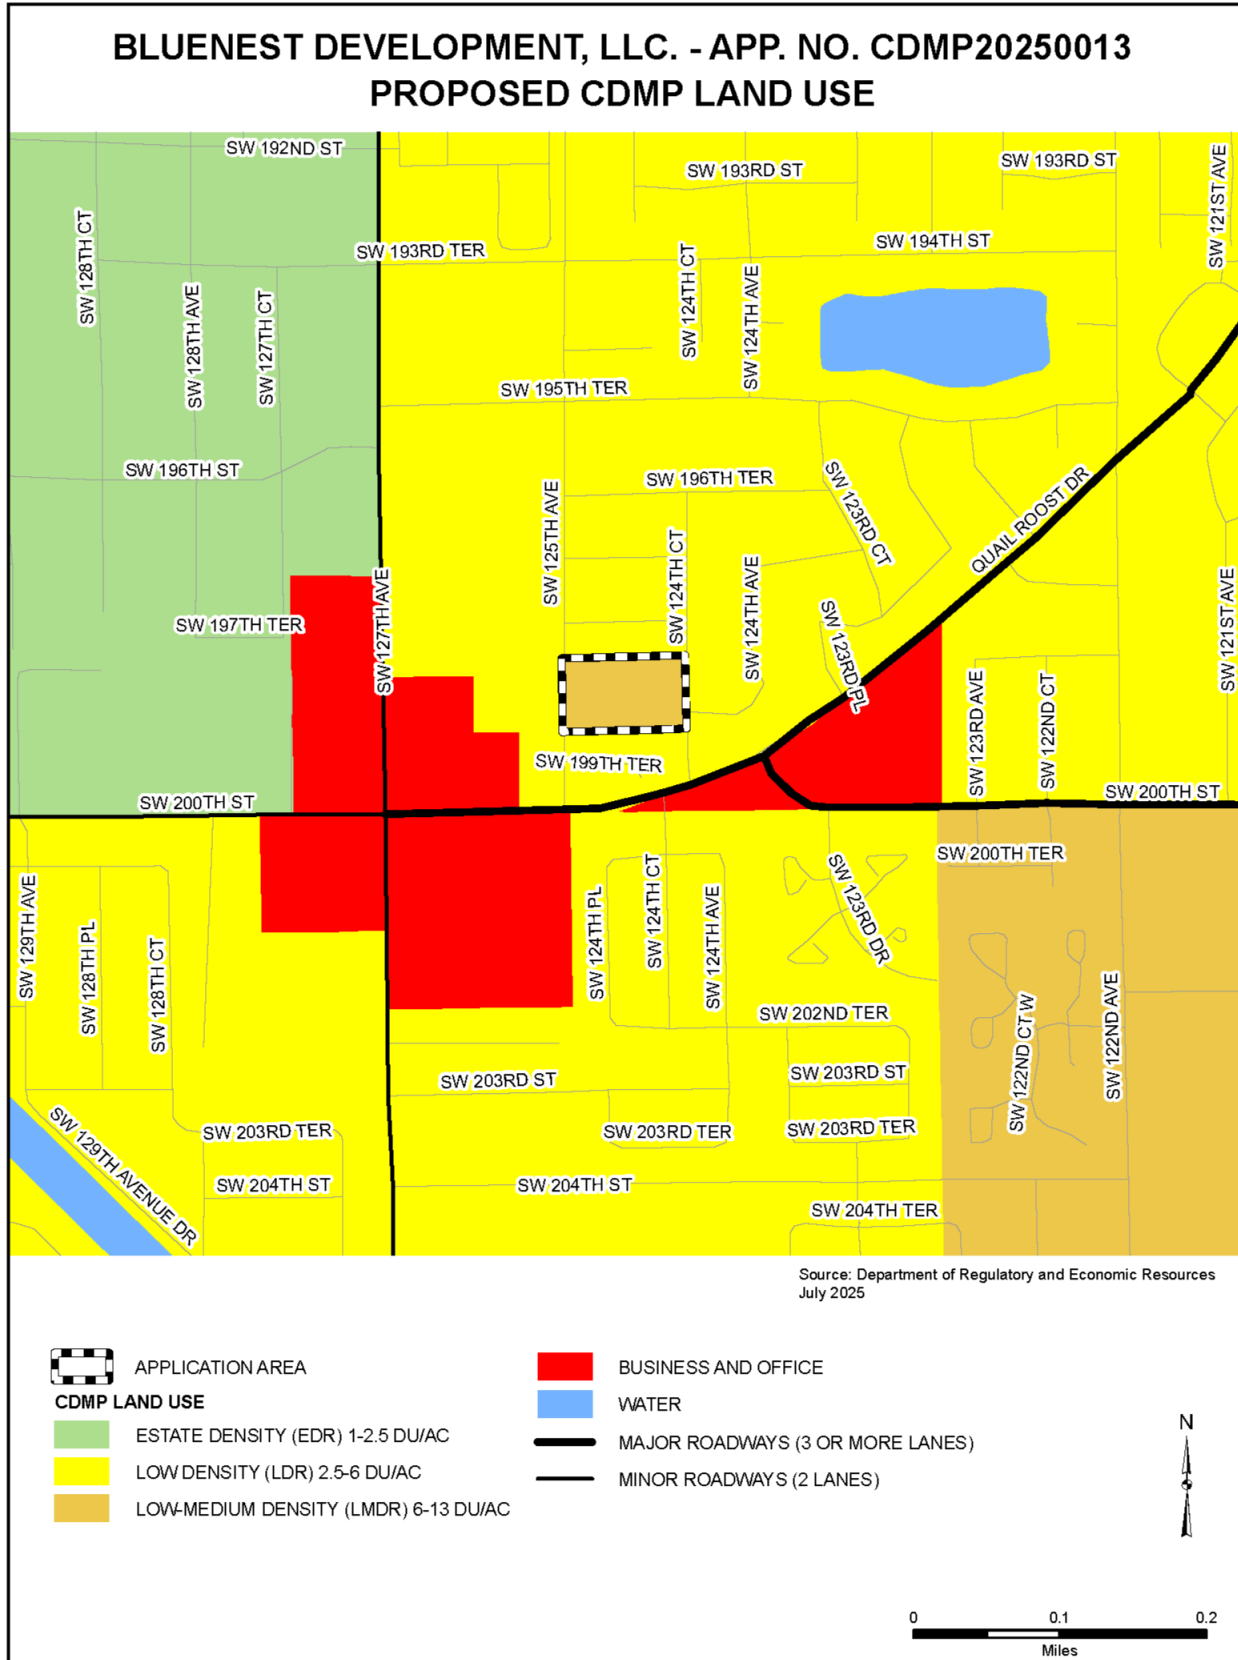 BLUENEST DEVELOPMENT, LLC. - APP. NO. CDMP20250013
PROPOSED CDMP LAND USE
SW 192ND ST
SW 193RD ST
SW 193RD ST
SW 121ST AVE
SW 128TH CT
SW 193RD TER
SW 194TH ST
SW 124TH CT
SW 124TH AVE
SW 128TH AVE
SW 127TH CT
SW 195TH TER
SW 196TH ST
SW 196TH TER
SW 123RD CT
QUAIL ROOST DR
SW 125TH AVE
SW 124TH CT
SW 124TH AVE
SW 127TH AVE
SW 121ST AVE
SW 197TH TER
SW 123RD PL
SW 123RD AVE
SW 122ND CT
SW 199TH TER
SW 200TH ST
SW 200TH ST
SW 200TH TER
SW 129TH AVE
SW 128TH PL
SW 128TH CT
SW 124TH PL
SW 124TH CT
SW 124TH AVE
SW 123RD DR
SW 202ND TER
SW 122ND CT W
SW 122ND AVE
SW 203RD ST
SW 203RD ST
SW 129TH AVENUE DR
SW 203RD TER
SW 203RD TER
SW 203RD TER
SW 204TH ST
SW 204TH ST
SW 204TH TER
Source: Department of Regulatory and Economic Resources
July 2025
APPLICATION AREA
CDMP LAND USE
ESTATE DENSITY (EDR) 1-2.5 DU/AC
LOW DENSITY (LDR) 2.5-6 DU/AC
LOW-MEDIUM DENSITY (LMDR) 6-13 DU/AC
BUSINESS AND OFFICE
WATER
MAJOR ROADWAYS (3 OR MORE LANES)
MINOR ROADWAYS (2 LANES)
N
0 0.1 0.2
Miles